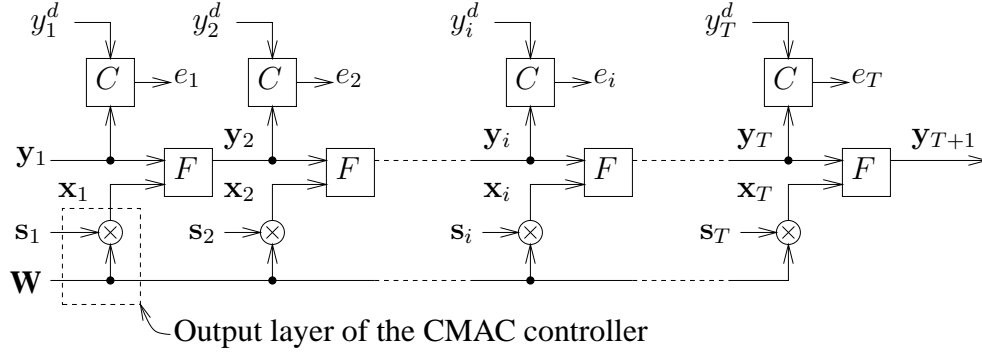 y_1^d y_2^d y_i^d y_T^d
C e_1 C e_2 C e_i C e_T
y_1 y_2 y_i y_T y_{T+1}
F F F F
x_1 x_2 x_i x_T
s_1 × s_2 × s_i × s_T ×
W
Output layer of the CMAC controller